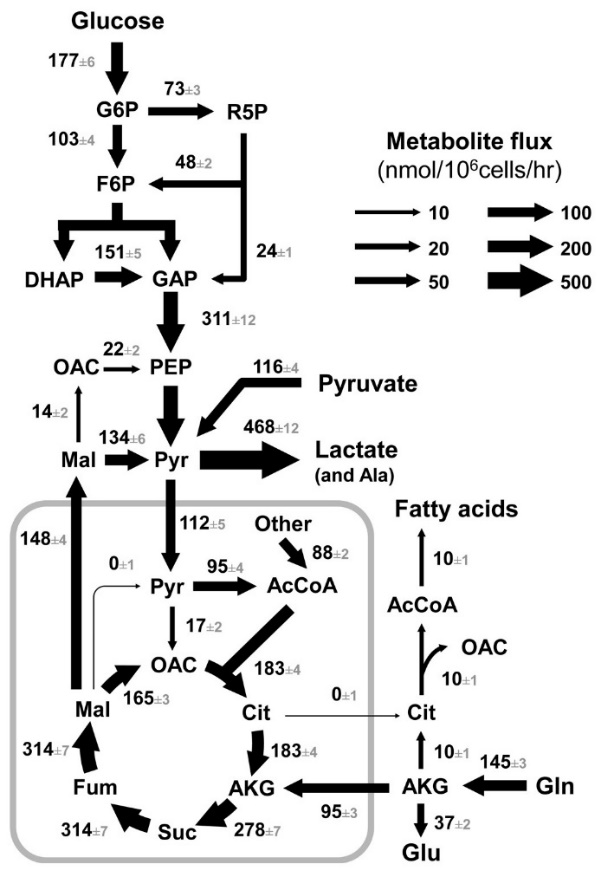 Glucose
177±6
73±3
G6P
R5P
103±4
48±2
F6P
Metabolite flux
(nmol/10⁶cells/hr)
10
100
20
200
50
500
151±5
24±1
DHAP
GAP
311±12
22±2
OAC
PEP
116±4
Pyruvate
14±2
134±6
468±12
Mal
Pyr
Lactate
(and Ala)
148±4
112±5
Other
Fatty acids
0±1
95±4
88±2
10±1
Pyr
AcCoA
AcCoA
17±2
OAC
OAC
165±3
183±4
10±1
Mal
Cit
0±1
Cit
314±7
183±4
10±1
145±3
Fum
AKG
AKG
Gln
95±3
37±2
314±7
Suc
278±7
Glu